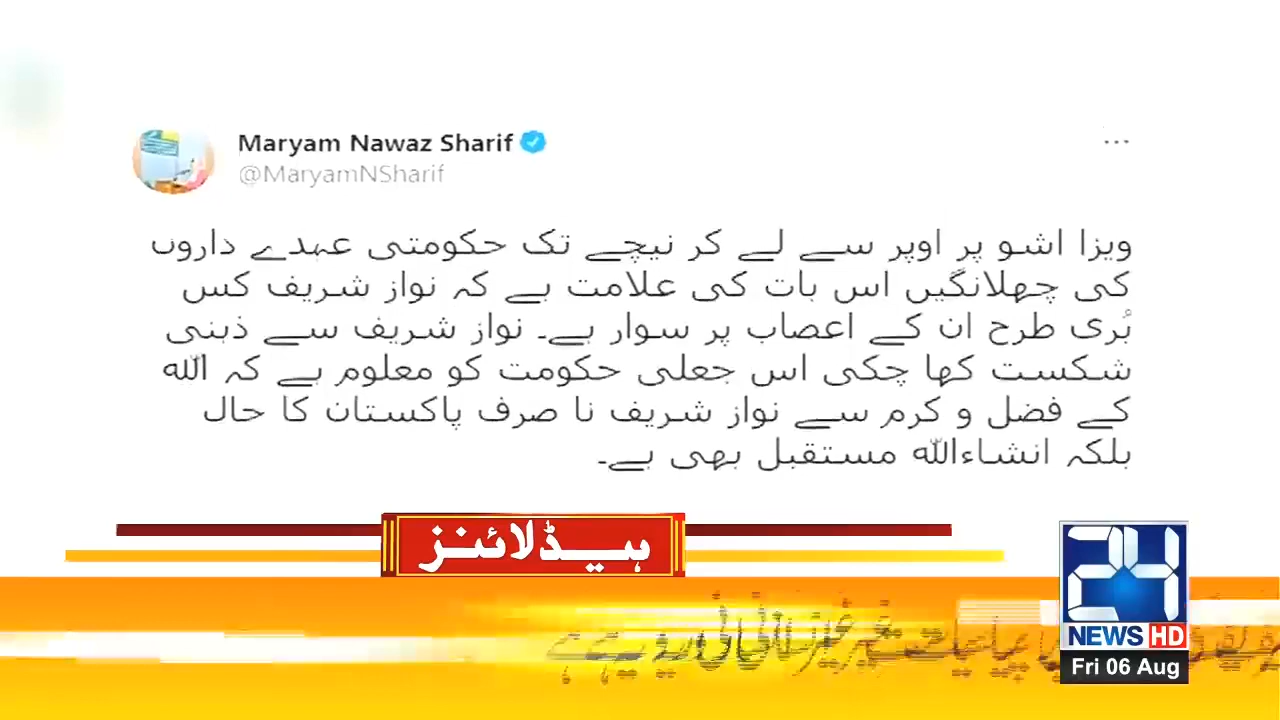 Maryam Nawaz Sharif
@MaryamNSharif
ویزا اشو پر اوپر سے لے کر نیچے تک حکومتی عہدے داروں
کی چھلانگیں اس بات کی علامت ہے کہ نواز شریف کس
بُری طرح ان کے اعصاب پر سوار ہے۔ نواز شریف سے ذہنی
شکست کھا چکی اس جعلی حکومت کو معلوم ہے کہ اللہ
کے فضل و کرم سے نواز شریف نا صرف پاکستان کا حال
بلکہ انشاءاللہ مستقبل بھی ہے۔
ہیڈلائنز
24
NEWS HD
Fri 06 Aug